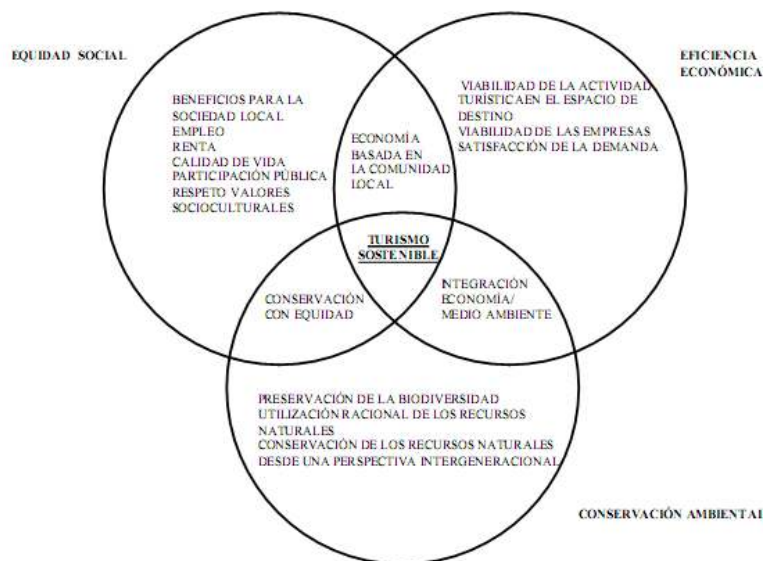 EQUIDAD SOCIAL
EFICIENCIA
ECONÓMICA
BENEFICIOS PARA LA
SOCIEDAD LOCAL
EMPLEO
RENTA
CALIDAD DE VIDA
PARTICIPACIÓN PÚBLICA
RESPETO VALORES
SOCIOCULTURALES
ECONOMÍA
BASADA EN
LA COMUNIDAD
LOCAL
VIABILIDAD DE LA ACTIVIDAD
TURÍSTICAEN EL ESPACIO DE
DESTINO
VIABILIDAD DE LAS EMPRESAS
SATISFACCIÓN DE LA DEMANDA
TURISMO
SOSTENIBLE
CONSERVACIÓN
CON EQUIDAD
INTEGRACIÓN
ECONOMÍA/
MEDIO AMBIENTE
PRESERVACIÓN DE LA BIODIVERSIDAD
UTILIZACIÓN RACIONAL DE LOS RECURSOS
NATURALES
CONSERVACIÓN DE LOS RECURSOS NATURALES
DESDE UNA PERSPECTIVA INTERGENERACIONAL
CONSERVACIÓN AMBIENTAL